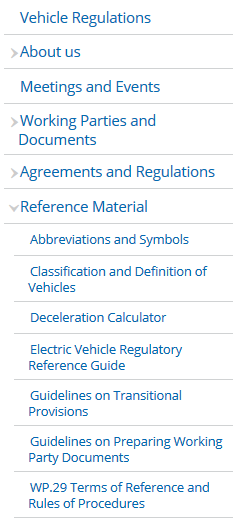 Vehicle Regulations
About us
Meetings and Events
Working Parties and
Documents
Agreements and Regulations
Reference Material
Abbreviations and Symbols
Classification and Definition of
Vehicles
Deceleration Calculator
Electric Vehicle Regulatory
Reference Guide
Guidelines on Transitional
Provisions
Guidelines on Preparing Working
Party Documents
WP.29 Terms of Reference and
Rules of Procedures